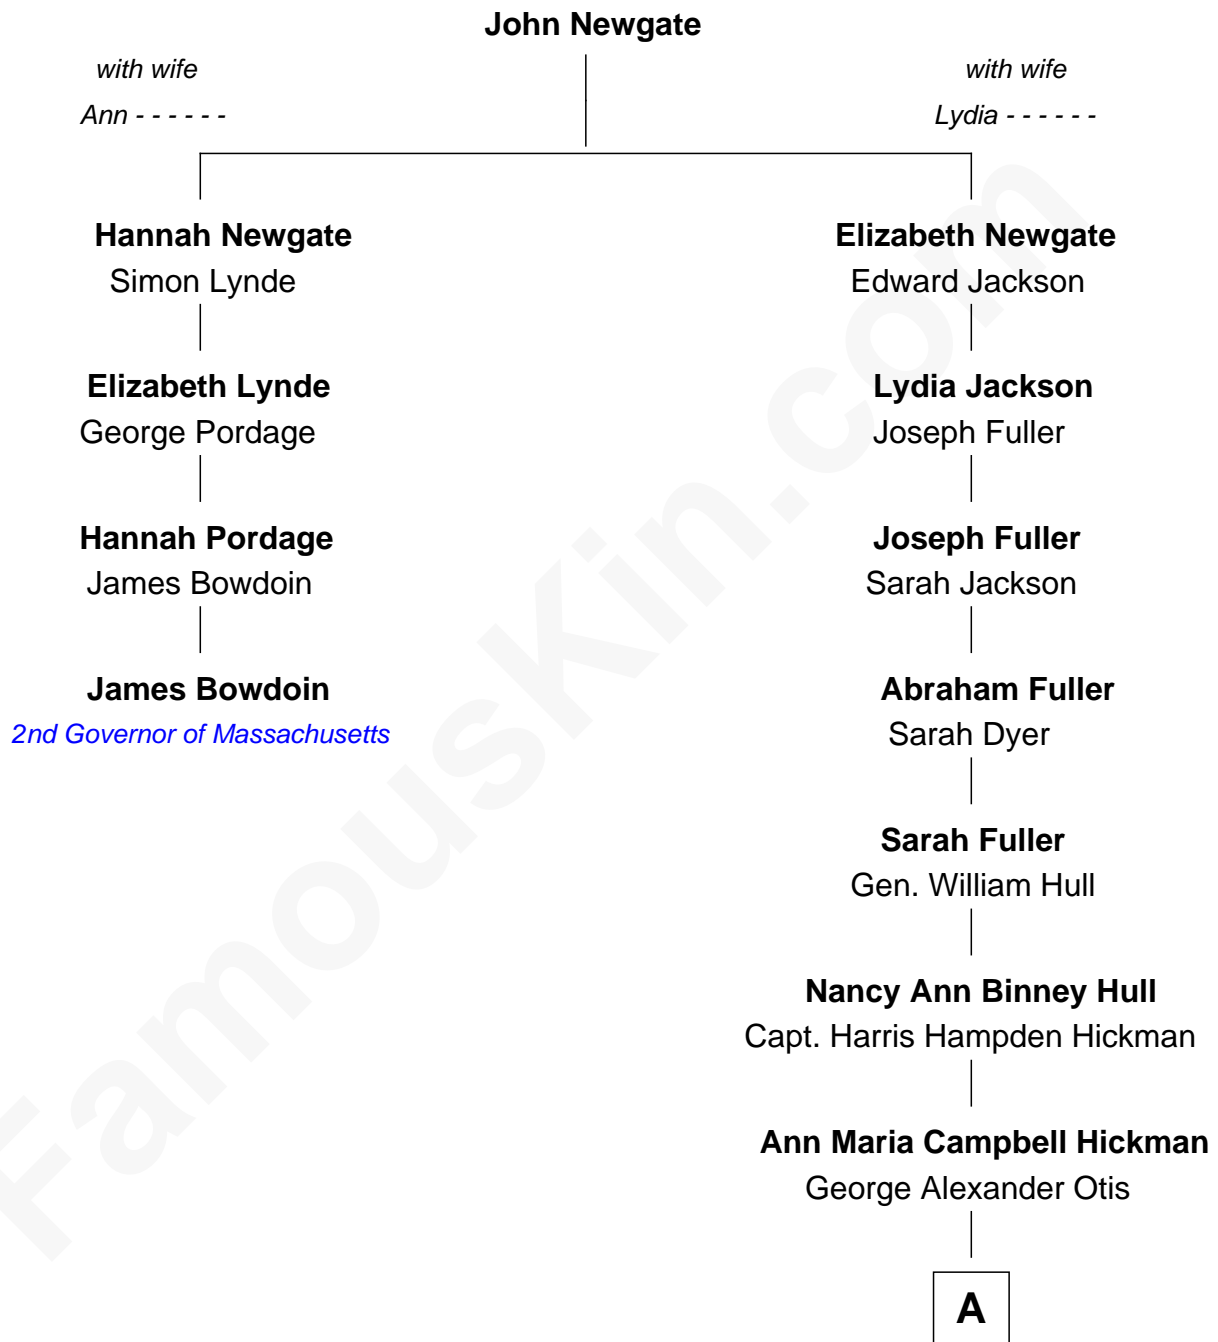 John Newgate
with wife
Ann - - - - - -
with wife
Lydia - - - - - -
Hannah Newgate
Simon Lynde
Elizabeth Newgate
Edward Jackson
Elizabeth Lynde
George Pordage
Lydia Jackson
Joseph Fuller
Hannah Pordage
James Bowdoin
Joseph Fuller
Sarah Jackson
James Bowdoin
2nd Governor of Massachusetts
Abraham Fuller
Sarah Dyer
Sarah Fuller
Gen. William Hull
Nancy Ann Binney Hull
Capt. Harris Hampden Hickman
Ann Maria Campbell Hickman
George Alexander Otis
A
FamousKin.com